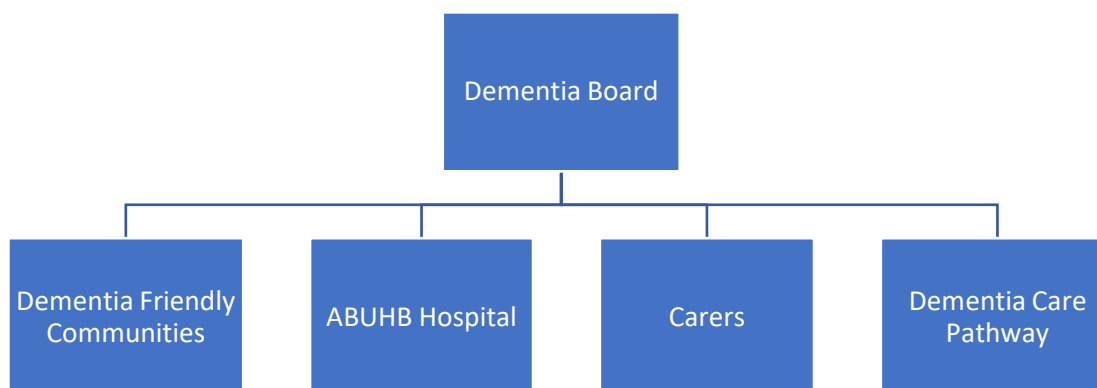 Dementia Board
Dementia Friendly
Communities
ABUHB Hospital
Carers
Dementia Care
Pathway